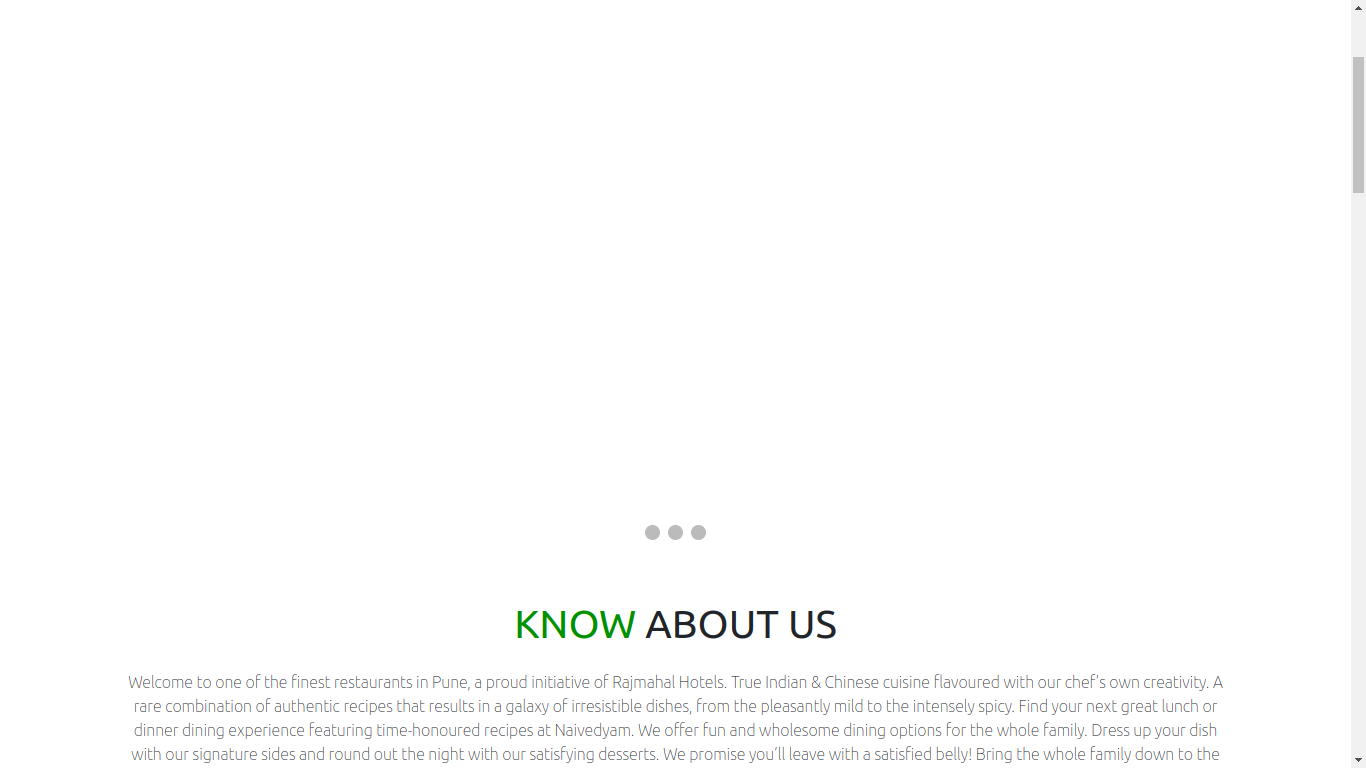 KNOW ABOUT US
Welcome to one of the finest restaurants in Pune, a proud initiative of Rajmahal Hotels. True Indian & Chinese cuisine flavoured with our chef’s own creativity. A
rare combination of authentic recipes that results in a galaxy of irresistible dishes, from the pleasantly mild to the intensely spicy. Find your next great lunch or
dinner dining experience featuring time-honoured recipes at Naivedyam. We offer fun and wholesome dining options for the whole family. Dress up your dish
with our signature sides and round out the night with our satisfying desserts. We promise you’ll leave with a satisfied belly! Bring the whole family down to the